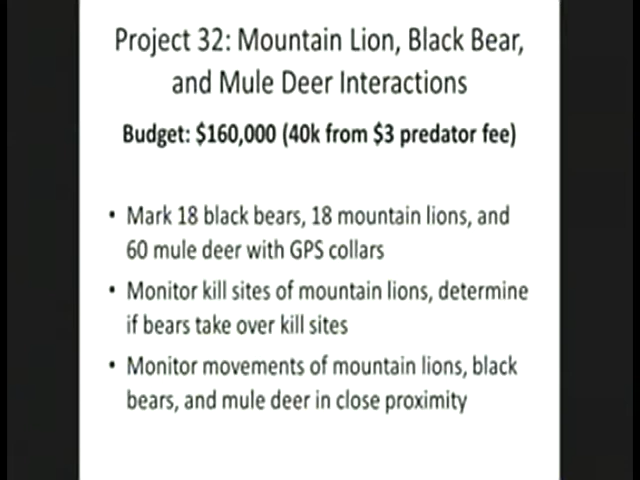 Project 32: Mountain Lion, Black Bear,
and Mule Deer Interactions
Budget: $160,000 (40k from $3 predator fee)
• Mark 18 black bears, 18 mountain lions, and
60 mule deer with GPS collars
• Monitor kill sites of mountain lions, determine
if bears take over kill sites
• Monitor movements of mountain lions, black
bears, and mule deer in close proximity